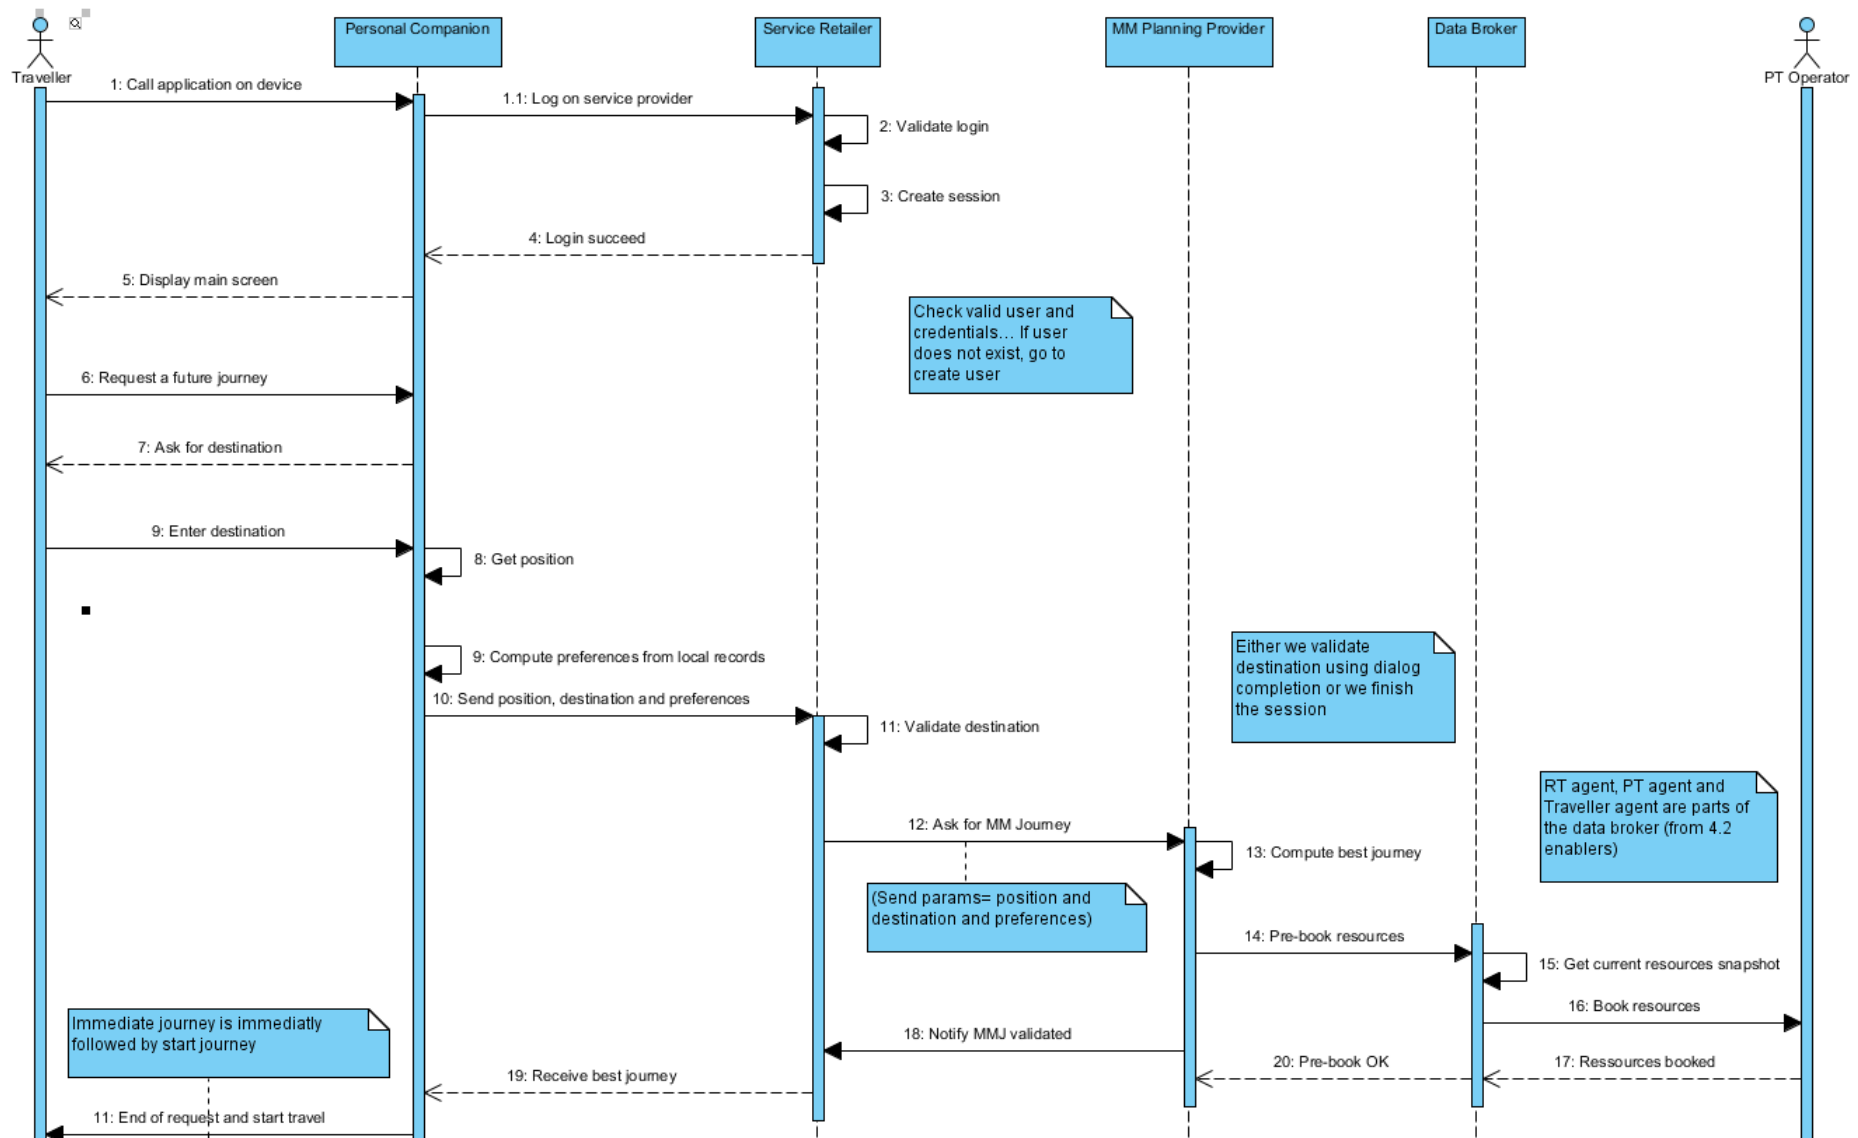 Personal Companion
Service Retailer
MM Planning Provider
Data Broker
Traveller
PT Operator
1: Call application on device
1.1: Log on service provider
2: Validate login
3: Create session
4: Login succeed
5: Display main screen
Check valid user and
credentials... If user
does not exist, go to
create user
6: Request a future journey
7: Ask for destination
9: Enter destination
8: Get position
9: Compute preferences from local records
Either we validate
destination using dialog
completion or we finish
the session
10: Send position, destination and preferences
11: Validate destination
RT agent, PT agent and
Traveller agent are parts of
the data broker (from 4.2
enablers)
12: Ask for MM Journey
13: Compute best journey
(Send params= position and
destination and preferences)
14: Pre-book resources
15: Get current resources snapshot
16: Book resources
Immediate journey is immediatly
followed by start journey
18: Notify MMJ validated
20: Pre-book OK
17: Ressources booked
19: Receive best journey
11: End of request and start travel